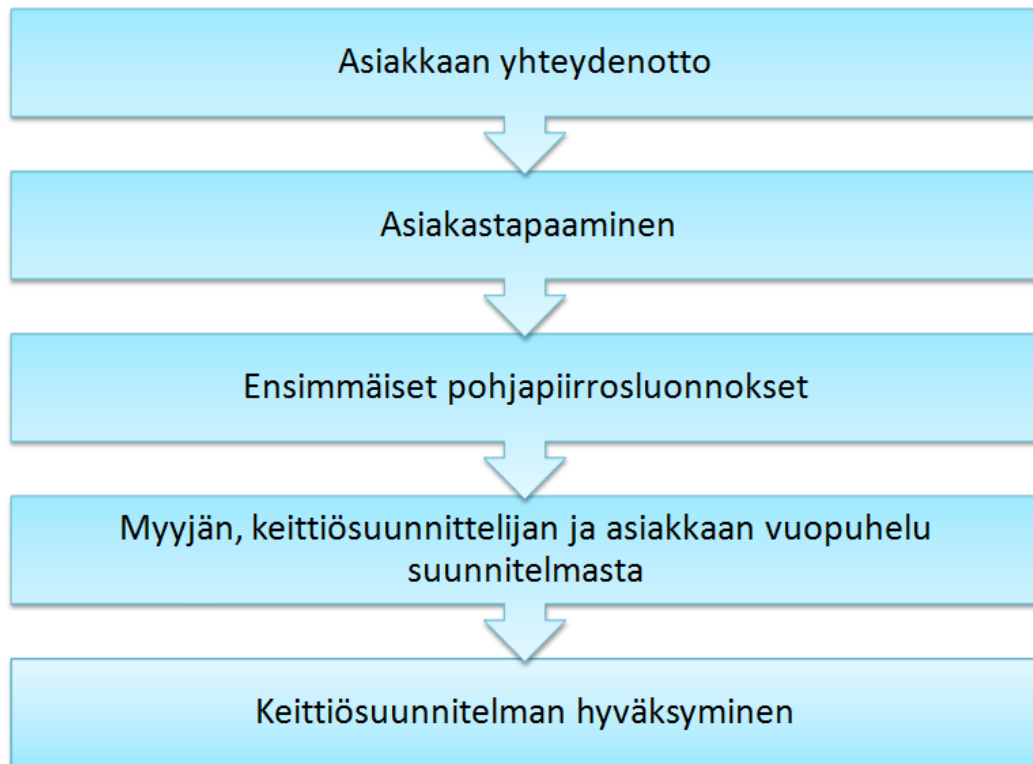 Asiakkaan yhteydenotto
Asiakastapaaminen
Ensimmäiset pohjapiirrosluonnokset
Myyjän, keittiösuunnittelijan ja asiakkaan vuopuhelu
suunnitelmasta
Keittiösuunnitelman hyväksyminen